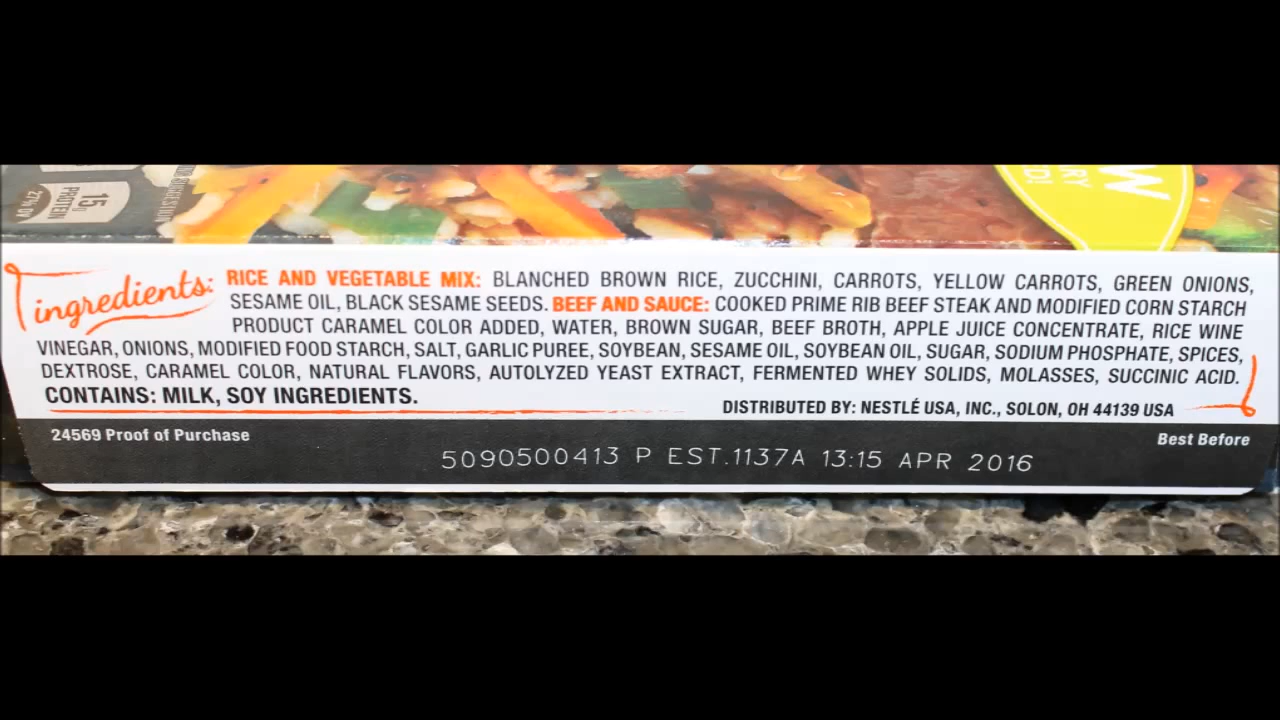 15g
PROTEIN
27% DV
W
RY
D!
ingredients: RICE AND VEGETABLE MIX: BLANCHED BROWN RICE, ZUCCHINI, CARROTS, YELLOW CARROTS, GREEN ONIONS,
SESAME OIL, BLACK SESAME SEEDS. BEEF AND SAUCE: COOKED PRIME RIB BEEF STEAK AND MODIFIED CORN STARCH
PRODUCT CARAMEL COLOR ADDED, WATER, BROWN SUGAR, BEEF BROTH, APPLE JUICE CONCENTRATE, RICE WINE
VINEGAR, ONIONS, MODIFIED FOOD STARCH, SALT, GARLIC PUREE, SOYBEAN, SESAME OIL, SOYBEAN OIL, SUGAR, SODIUM PHOSPHATE, SPICES,
DEXTROSE, CARAMEL COLOR, NATURAL FLAVORS, AUTOLYZED YEAST EXTRACT, FERMENTED WHEY SOLIDS, MOLASSES, SUCCINIC ACID.
CONTAINS: MILK, SOY INGREDIENTS.
DISTRIBUTED BY: NESTLÉ USA, INC., SOLON, OH 44139 USA
24569 Proof of Purchase
Best Before
5090500413 P EST.1137A 13:15 APR 2016